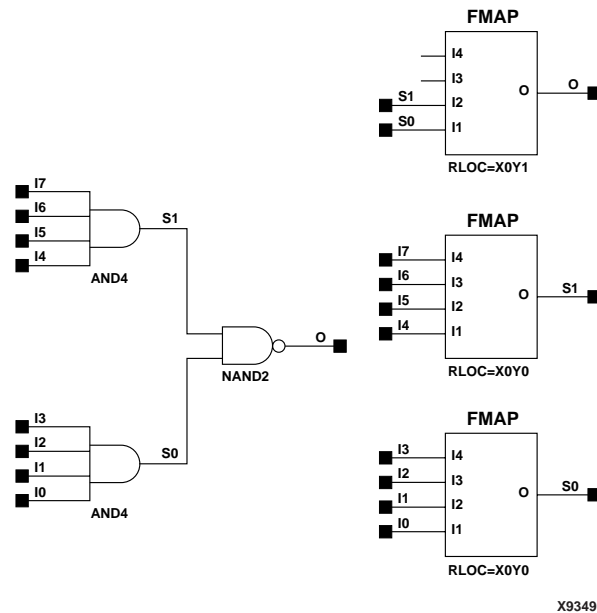 FMAP
I4
I3
S1 I2 O O
S0 I1
RLOC=X0Y1
I7
I6
I5
I4
S1
AND4
FMAP
I7 I4
I6 I3 O S1
I5 I2
I4 I1
RLOC=X0Y0
O
NAND2
I3
I2
I1
I0
S0
AND4
FMAP
I3 I4
I2 I3
I1 I2 O S0
I0 I1
RLOC=X0Y0
X9349